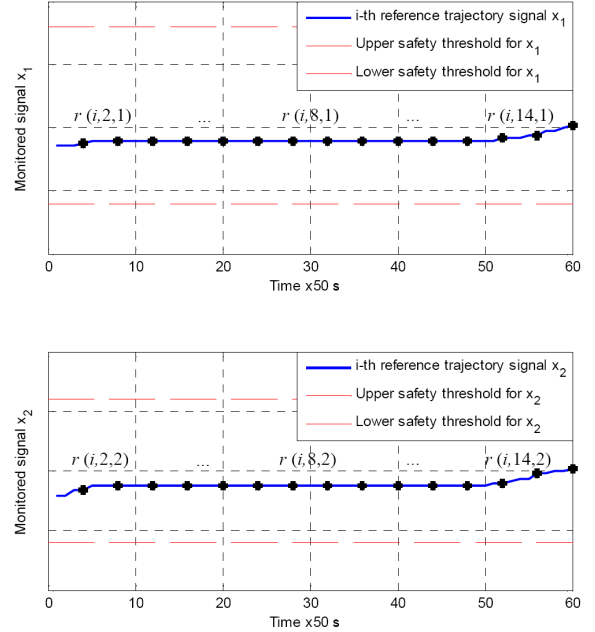 i-th reference trajectory signal x1
Upper safety threshold for x1
Lower safety threshold for x1
r (i,2,1) ... r (i,8,1) ... r (i,14,1)
Monitored signal x1
0 10 20 30 40 50 60
Time x50 s
i-th reference trajectory signal x2
Upper safety threshold for x2
Lower safety threshold for x2
r (i,2,2) ... r (i,8,2) ... r (i,14,2)
Monitored signal x2
0 10 20 30 40 50 60
Time x50 s